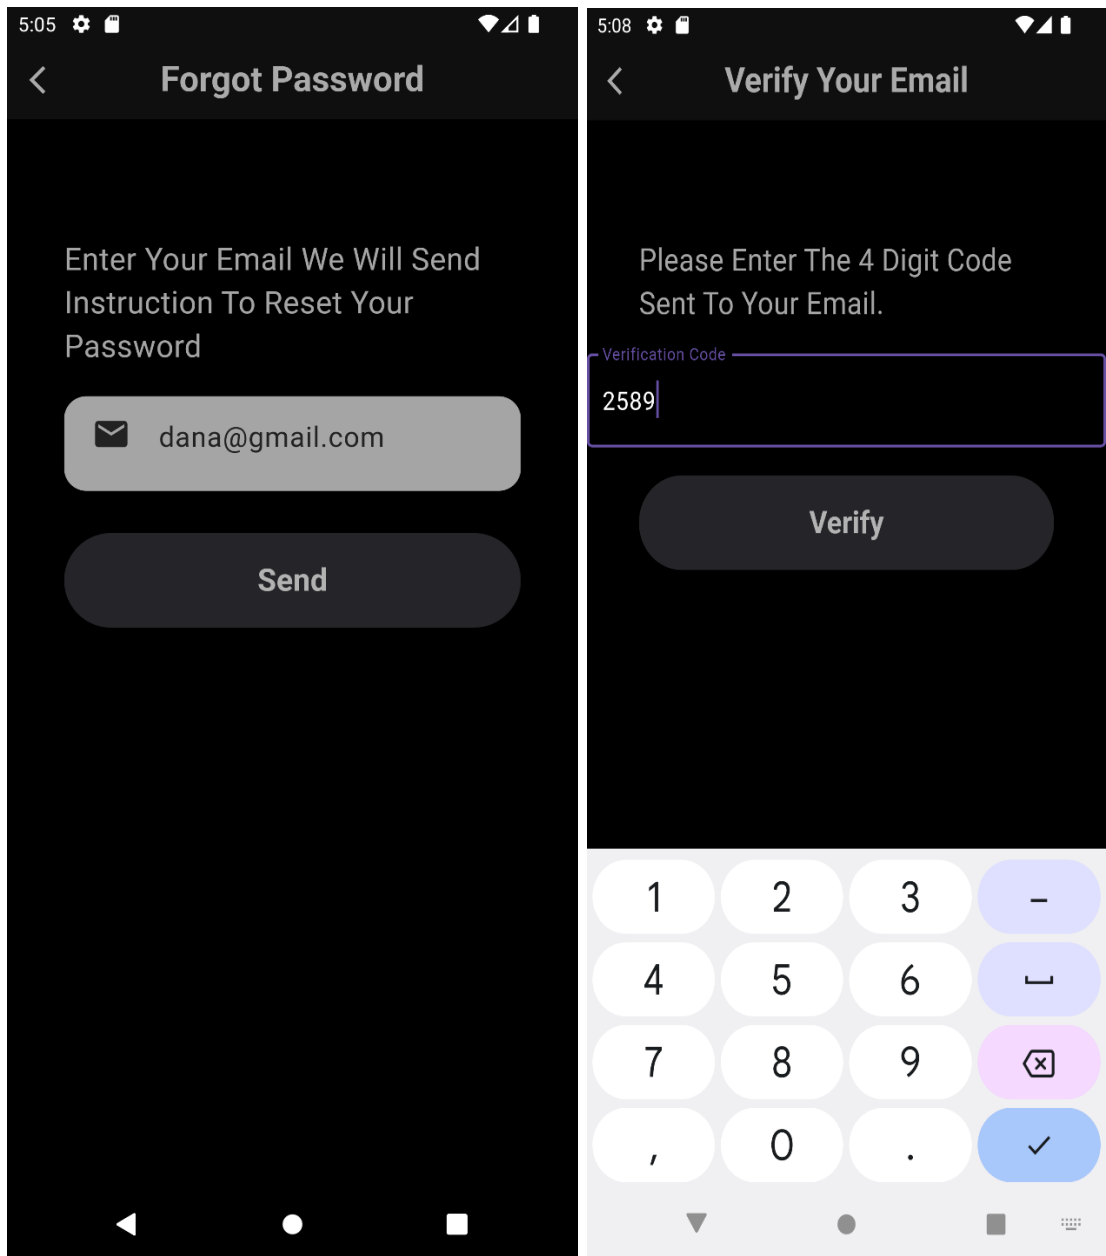 5:05
Forgot Password
Enter Your Email We Will Send
Instruction To Reset Your
Password
dana@gmail.com
Send
5:08
Verify Your Email
Please Enter The 4 Digit Code
Sent To Your Email.
Verification Code
2589
Verify
1 2 3 –
4 5 6
7 8 9
, 0 .